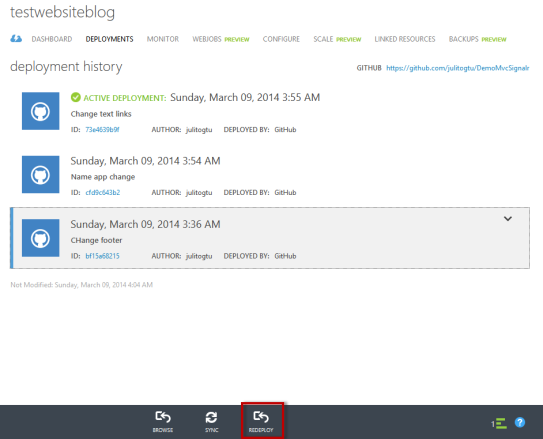 testwebsiteblog
DASHBOARD DEPLOYMENTS MONITOR WEBJOBS PREVIEW CONFIGURE SCALE PREVIEW LINKED RESOURCES BACKUPS PREVIEW
deployment history
GITHUB https://github.com/julitogtu/DemoMvcSignalr
ACTIVE DEPLOYMENT: Sunday, March 09, 2014 3:55 AM
Change text links
ID: 73e4639b9f AUTHOR: julitogtu DEPLOYED BY: GitHub
Sunday, March 09, 2014 3:54 AM
Name app change
ID: cfd9c643b2 AUTHOR: julitogtu DEPLOYED BY: GitHub
Sunday, March 09, 2014 3:36 AM
CHange footer
ID: bf15a68215 AUTHOR: julitogtu DEPLOYED BY: GitHub
Not Modified: Sunday, March 09, 2014 4:04 AM
BROWSE SYNC REDEPLOY 1 ?